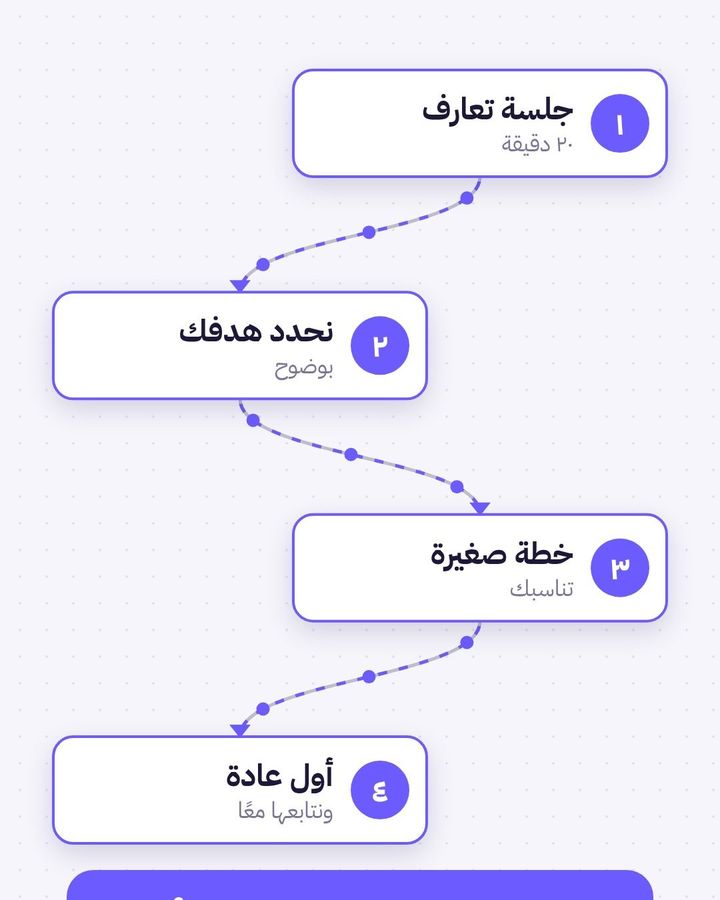 ١
جلسة تعارف
٢٠ دقيقة
٢
نحدد هدفك
بوضوح
٣
خطة صغيرة
تناسبك
٤
أول عادة
ونتابعها معًا